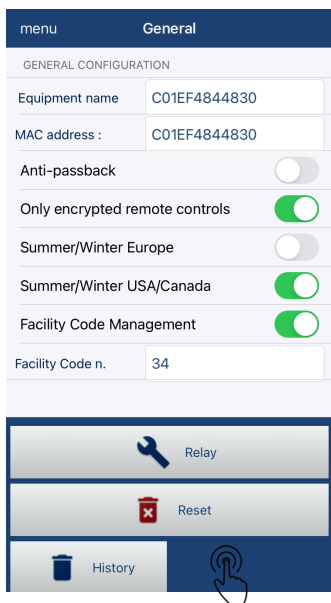 menu General
GENERAL CONFIGURATION
Equipment name C01EF4844830
MAC address : C01EF4844830
Anti-passback
Only encrypted remote controls
Summer/Winter Europe
Summer/Winter USA/Canada
Facility Code Management
Facility Code n. 34
Relay
Reset
History